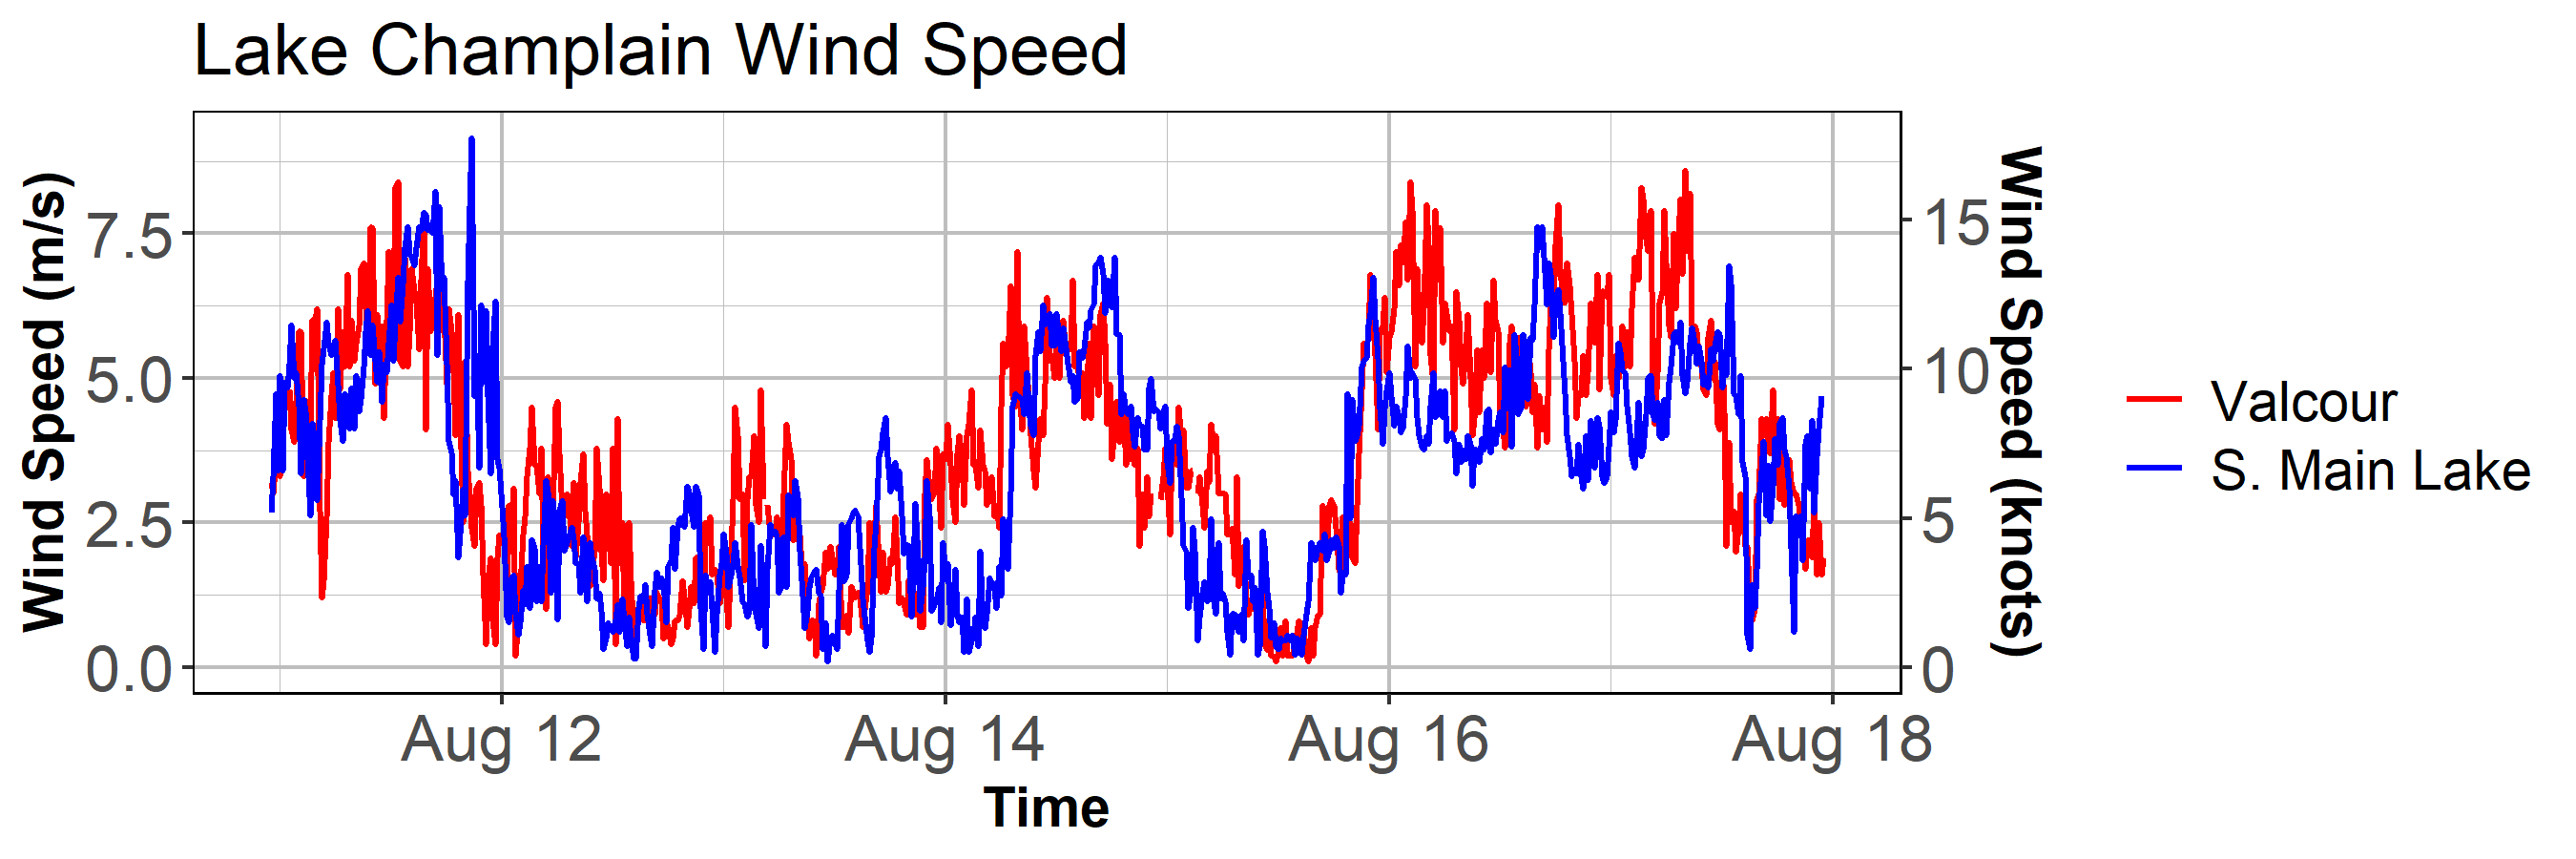 Lake Champlain Wind Speed
Wind Speed (m/s)
7.5
5.0
2.5
0.0
15
10
5
0
Wind Speed (knots)
Valcour
S. Main Lake
Aug 12
Aug 14
Aug 16
Aug 18
Time